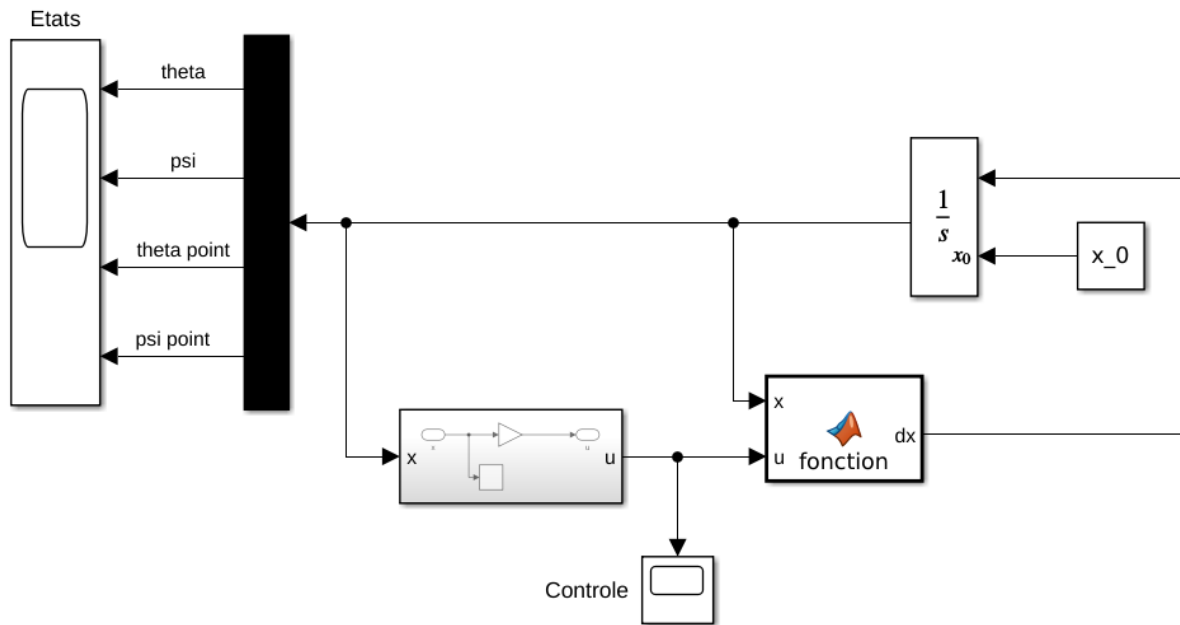 Etats
theta
psi
theta point
psi point
1
s
x₀
x_0
x
u
x
u
x
u
dx
fonction
Controle